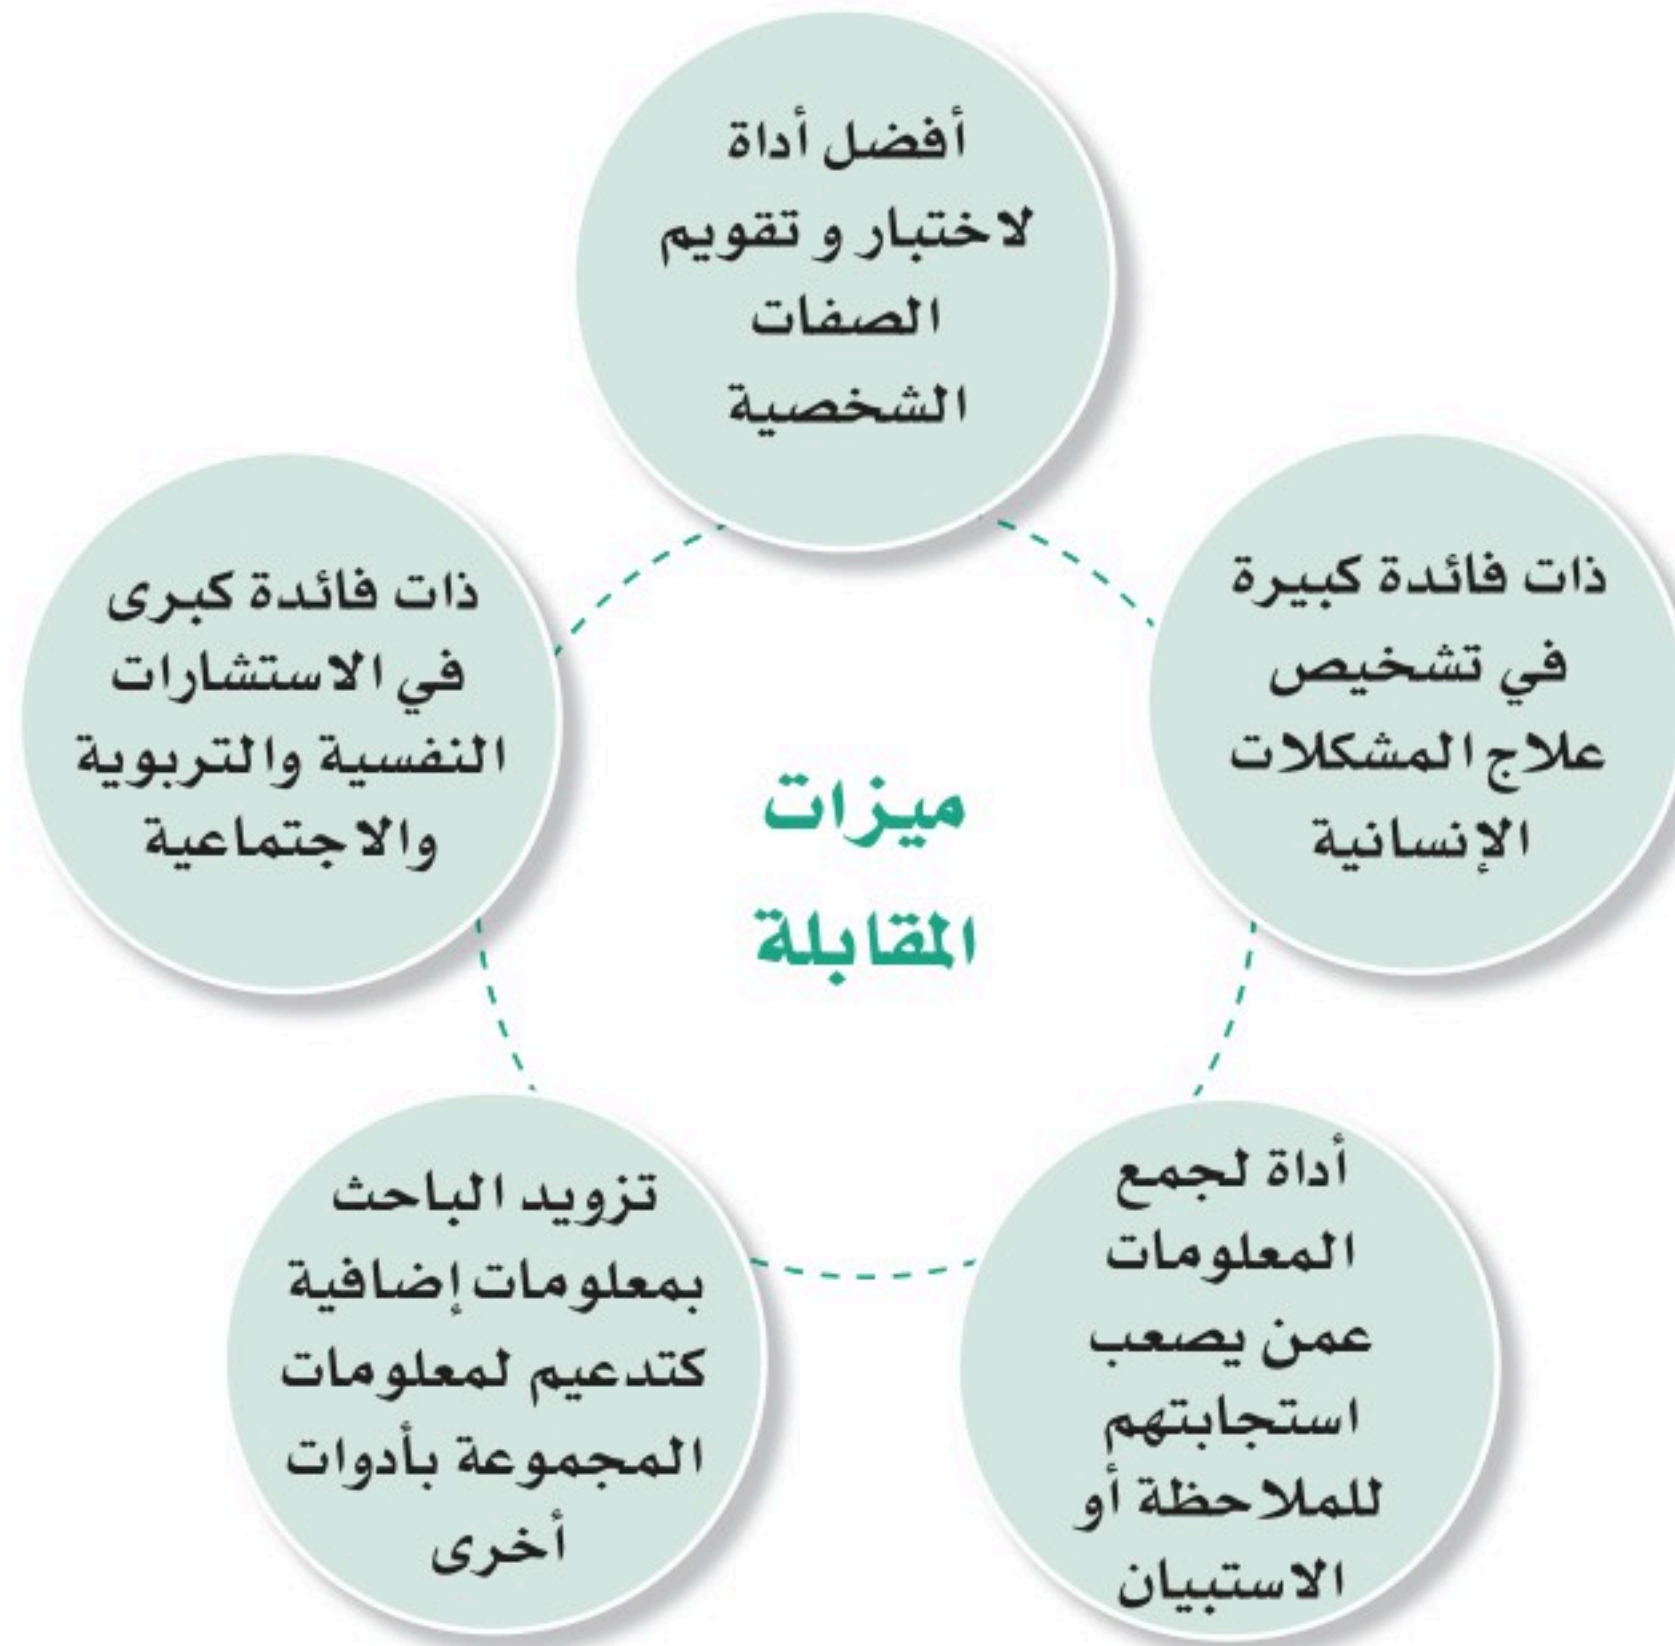 ميزات
المقابلة
أفضل أداة
لاختبار و تقويم
الصفات
الشخصية
ذات فائدة كبيرة
في تشخيص
علاج المشكلات
الإنسانية
أداة لجمع
المعلومات
عمن يصعب
استجابتهم
للملاحظة أو
الاستبيان
تزويد الباحث
بمعلومات إضافية
كتدعيم لمعلومات
المجموعة بأدوات
أخرى
ذات فائدة كبرى
في الاستشارات
النفسية والتربوية
والاجتماعية